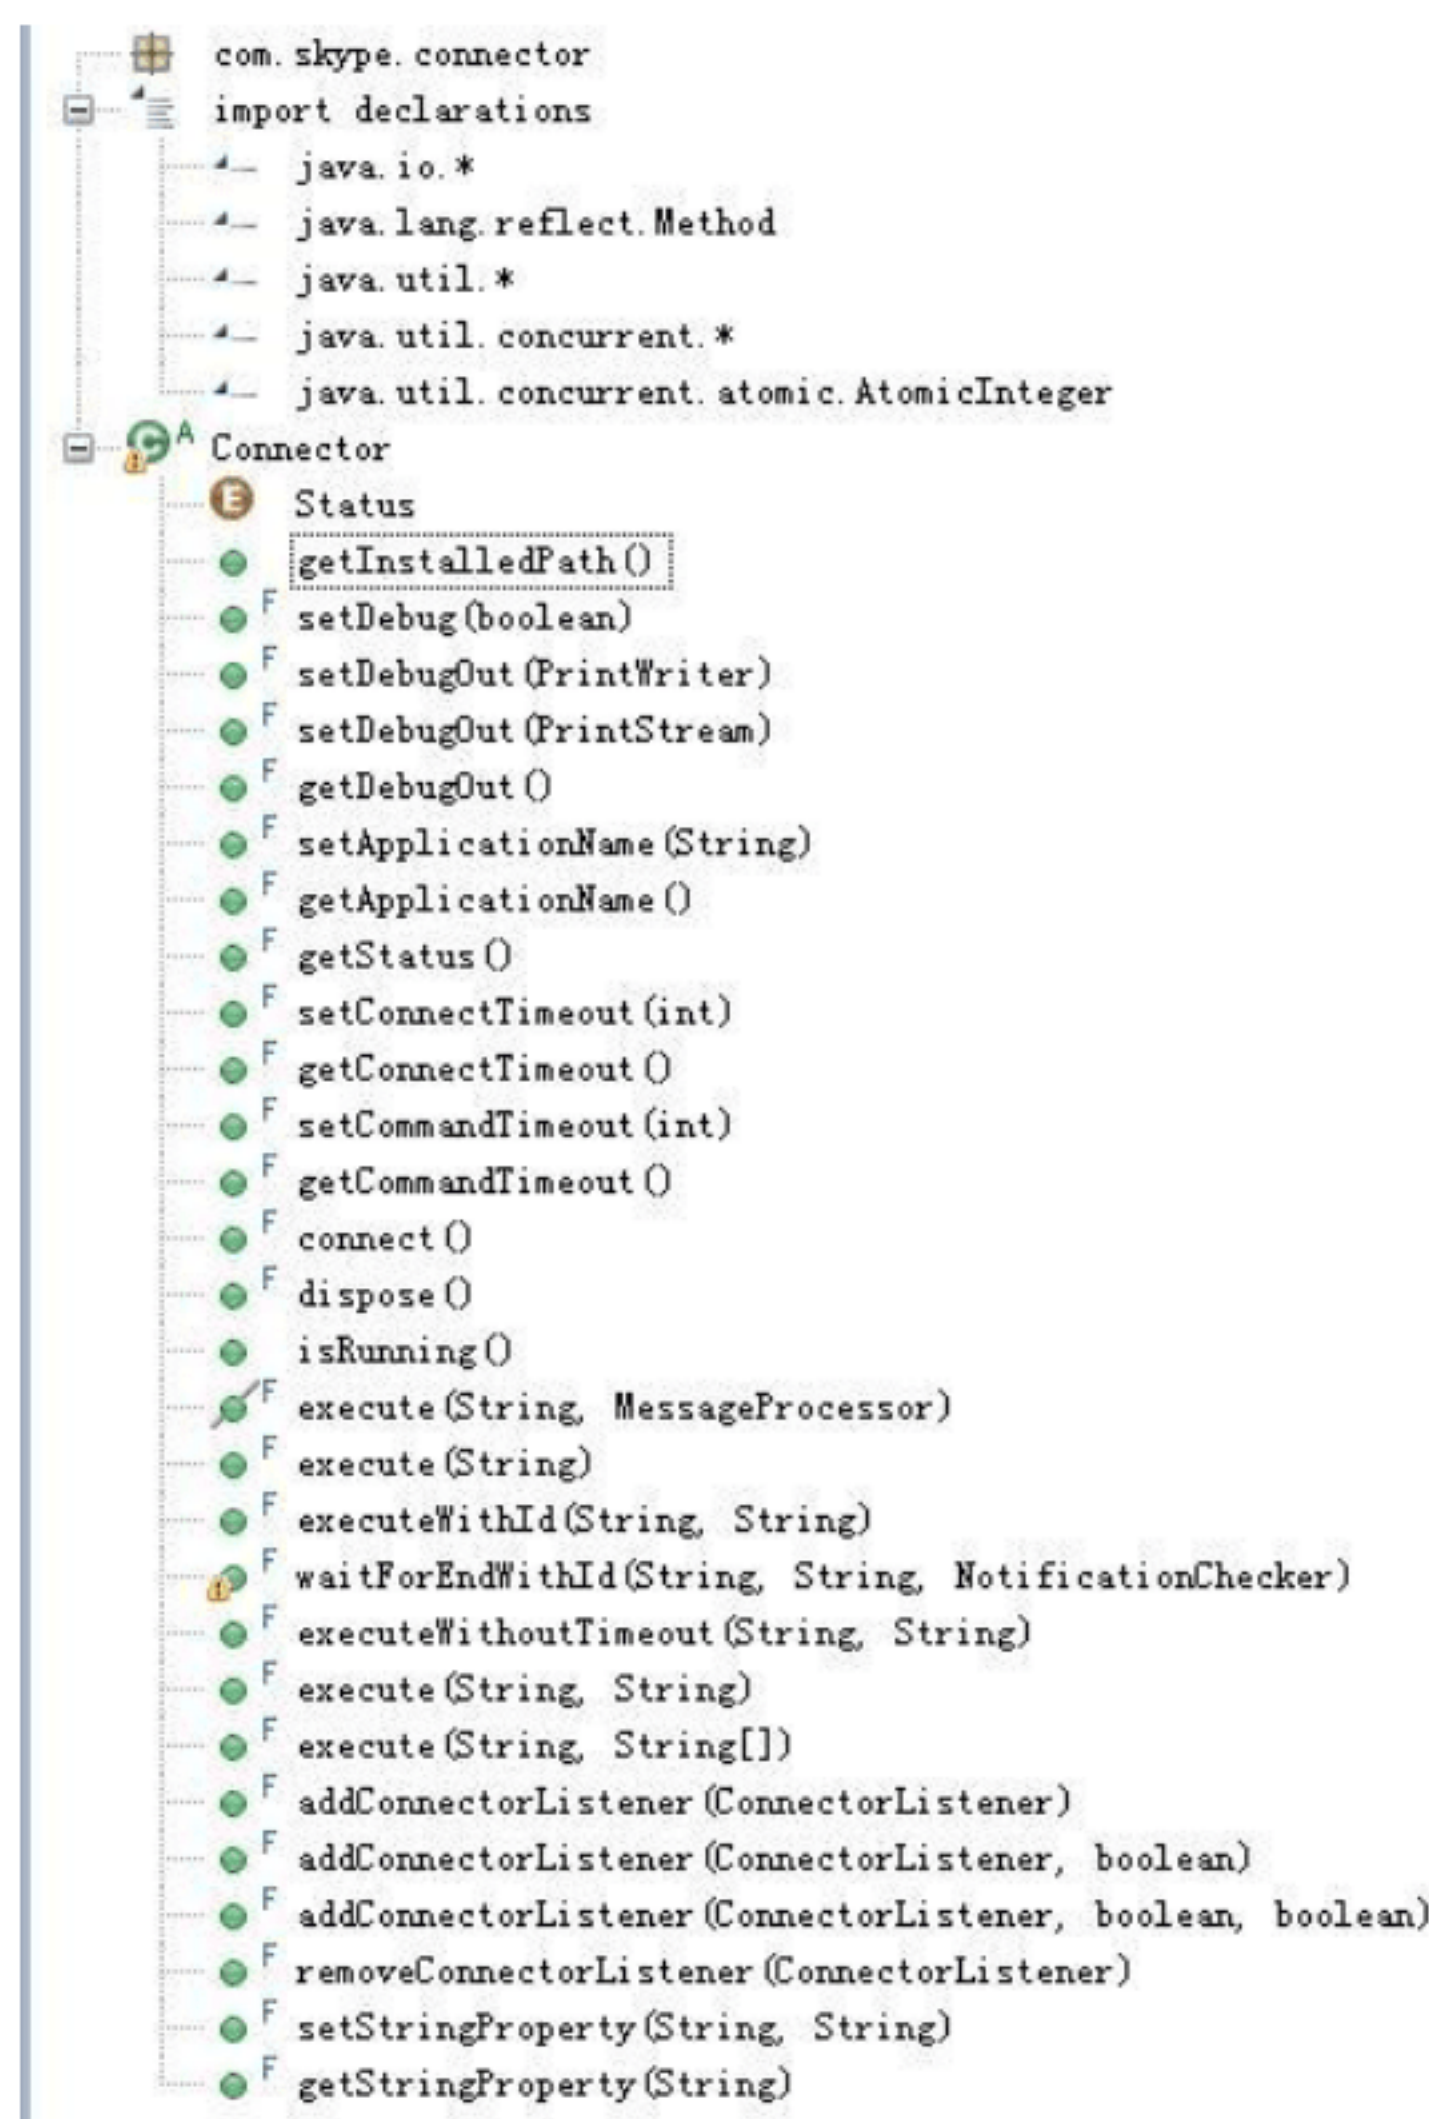 com.skype.connector
import declarations
java.io.*
java.lang.reflect.Method
java.util.*
java.util.concurrent.*
java.util.concurrent.atomic.AtomicInteger
C A Connector
E Status
getInstalledPath()
F setDebug(boolean)
F setDebugOut(PrintWriter)
F setDebugOut(PrintStream)
F getDebugOut()
F setApplicationName(String)
F getApplicationName()
F getStatus()
F setConnectTimeout(int)
F getConnectTimeout()
F setCommandTimeout(int)
F getCommandTimeout()
F connect()
F dispose()
isRunning()
F execute(String, MessageProcessor)
F execute(String)
F executeWithId(String, String)
F waitForEndWithId(String, String, NotificationChecker)
F executeWithoutTimeout(String, String)
F execute(String, String)
F execute(String, String[])
F addConnectorListener(ConnectorListener)
F addConnectorListener(ConnectorListener, boolean)
F addConnectorListener(ConnectorListener, boolean, boolean)
F removeConnectorListener(ConnectorListener)
F setStringProperty(String, String)
F getStringProperty(String)